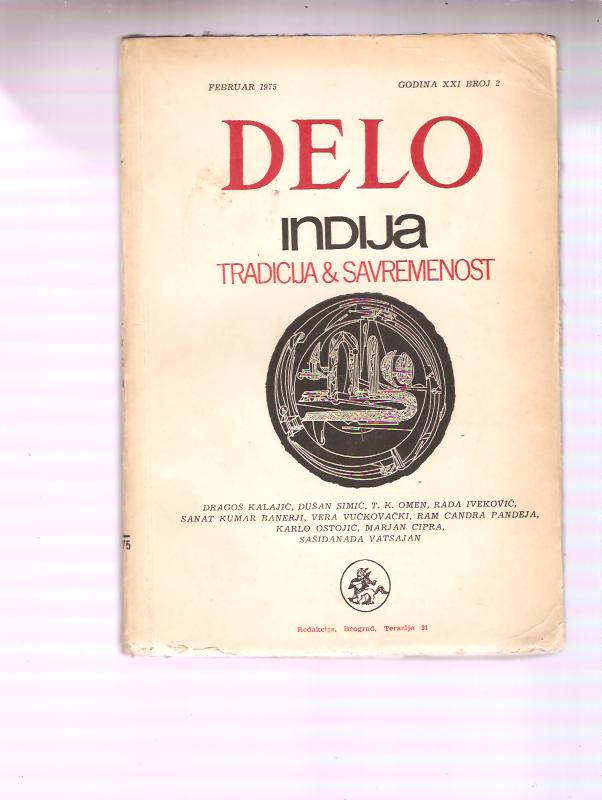 FEBRUAR 1975
GODINA XXI BROJ 2
DELO
INDIJA
TRADICIJA & SAVREMENOST
DRAGOŠ KALAJIĆ, DUŠAN SIMIĆ, T. K. OMEN, RADA IVEKOVIĆ,
SANAT KUMAR BANERJI, VERA VUČKOVAČKI, RAM CANDRA PANDEJA,
KARLO OSTOJIĆ, MARJAN CIPRA,
SAŠIDANADA VATSAJAN
75
Redakcija, Beograd, Terazije 31